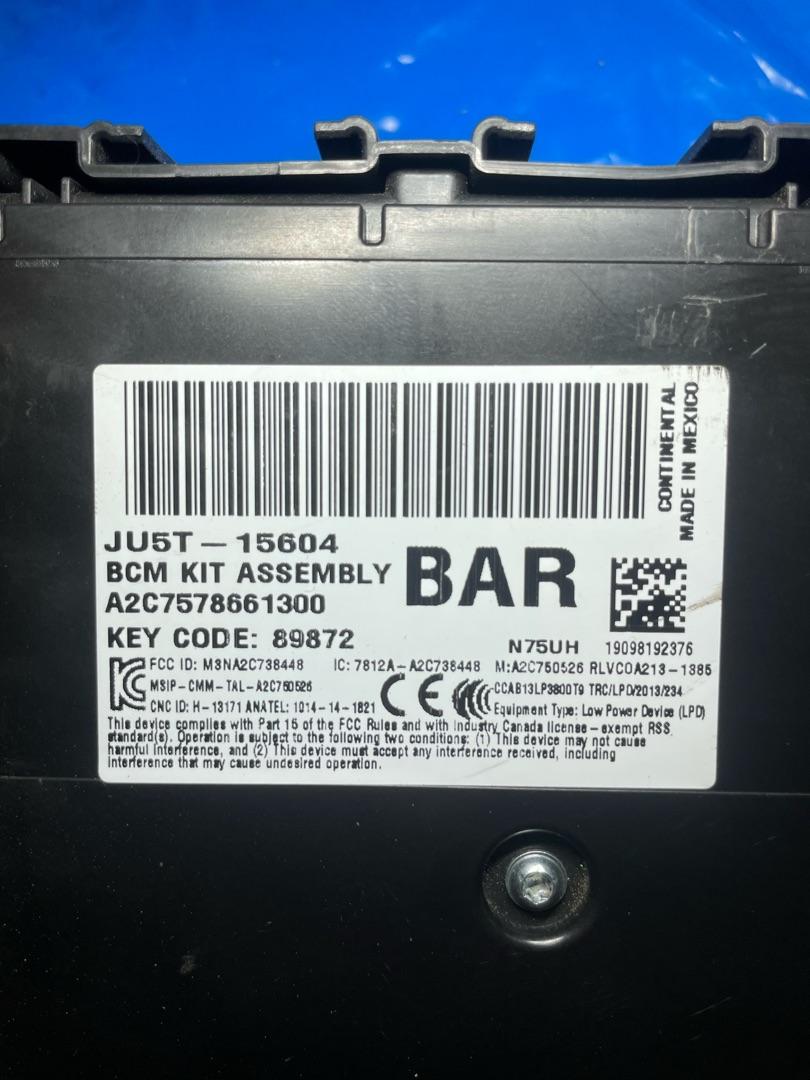 CONTINENTAL
MADE IN MEXICO
JU5T-15604
BCM KIT ASSEMBLY
BAR
A2C7578661300
KEY CODE: 89872
N75UH 19098192376
FCC ID: M3NA2C738448 IC: 7812A-A2C738448 M:A2C750526 RLVCOA213-1385
MSIP-CMM-TAL-A2C750526
CE
CCAB13LP3800T9 TRC/LPD/2013/234
CNC ID: H-13171 ANATEL: 1014-14-1821
Equipment Type: Low Power Device (LPD)
This device complies with Part 15 of the FCC Rules and with Industry Canada license-exempt RSS
standard(s). Operation is subject to the following two conditions: (1) This device may not cause
harmful interference, and (2) This device must accept any interference received, including
interference that may cause undesired operation.